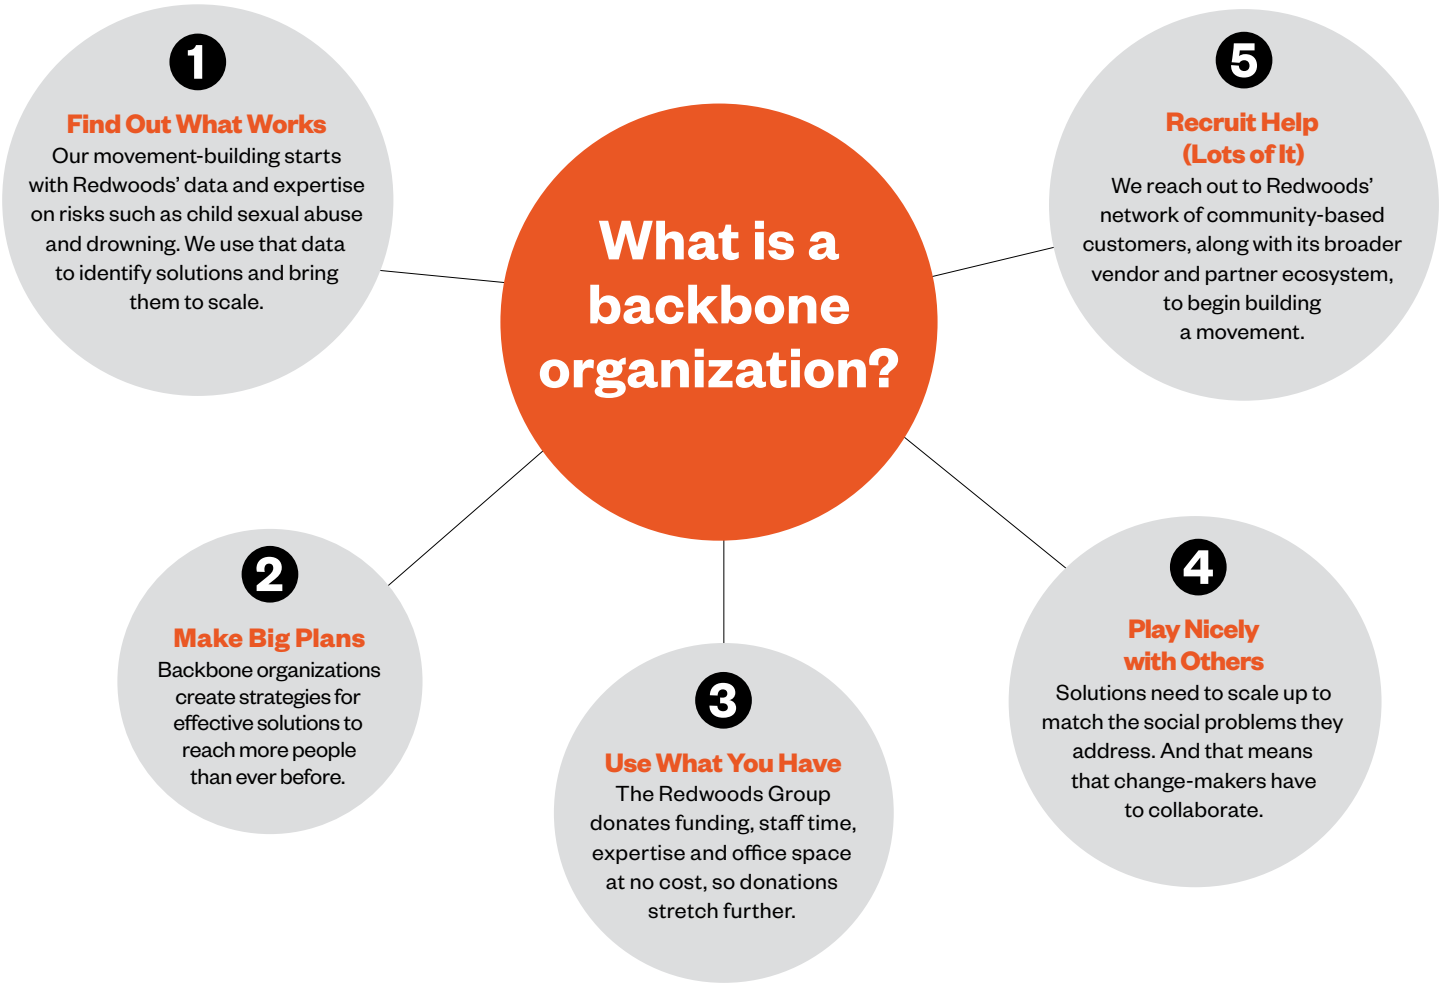 What is a
backbone
organization?
1
Find Out What Works
Our movement-building starts
with Redwoods’ data and expertise
on risks such as child sexual abuse
and drowning. We use that data
to identify solutions and bring
them to scale.
2
Make Big Plans
Backbone organizations
create strategies for
effective solutions to
reach more people
than ever before.
3
Use What You Have
The Redwoods Group
donates funding, staff time,
expertise and office space
at no cost, so donations
stretch further.
4
Play Nicely
with Others
Solutions need to scale up to
match the social problems they
address. And that means
that change-makers have
to collaborate.
5
Recruit Help
(Lots of It)
We reach out to Redwoods’
network of community-based
customers, along with its broader
vendor and partner ecosystem,
to begin building
a movement.